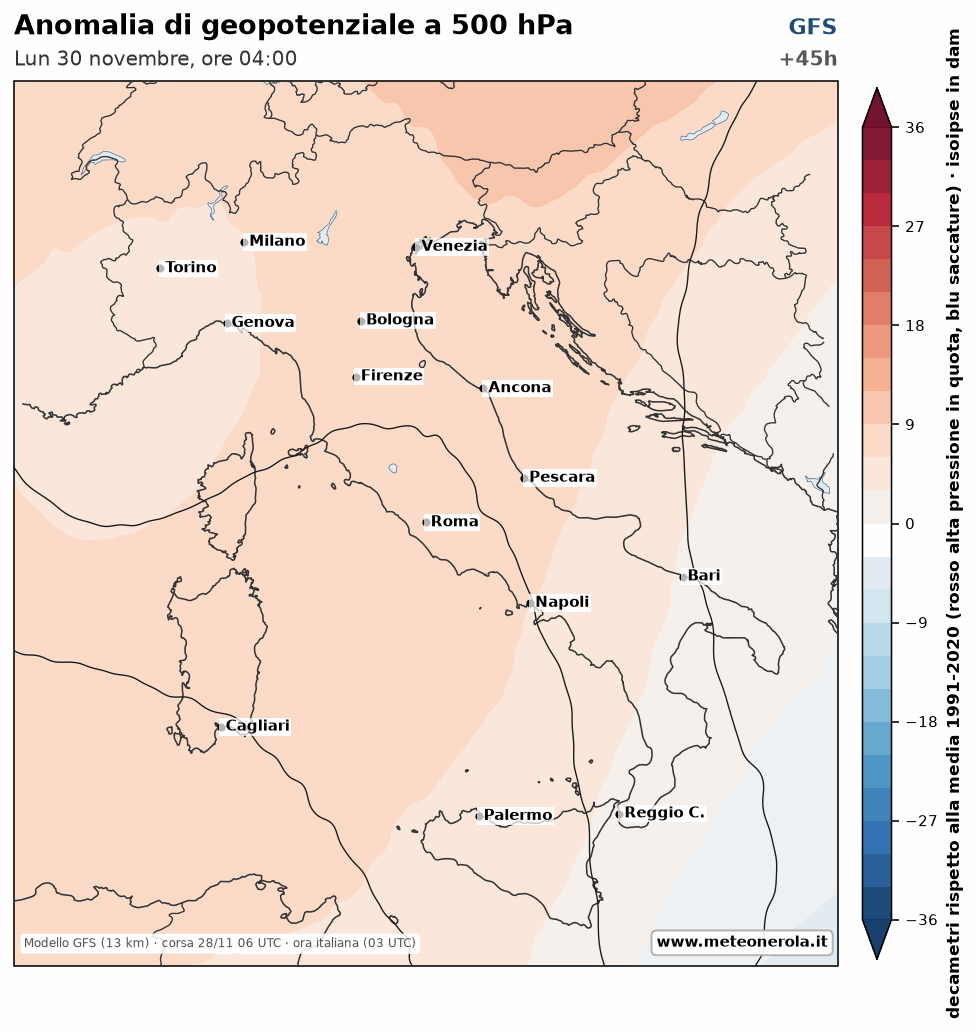 Anomalia di geopotenziale a 500 hPa
GFS
Lun 30 novembre, ore 04:00
+45h
Milano
Venezia
Torino
Genova
Bologna
Firenze
Ancona
Pescara
Roma
Bari
Napoli
Cagliari
Palermo
Reggio C.
Modello GFS (13 km) · corsa 28/11 06 UTC · ora italiana (03 UTC)
www.meteonerola.it
36
27
18
9
0
−9
−18
−27
−36
decametri rispetto alla media 1991-2020 (rosso alta pressione in quota, blu saccature) · isoipse in dam